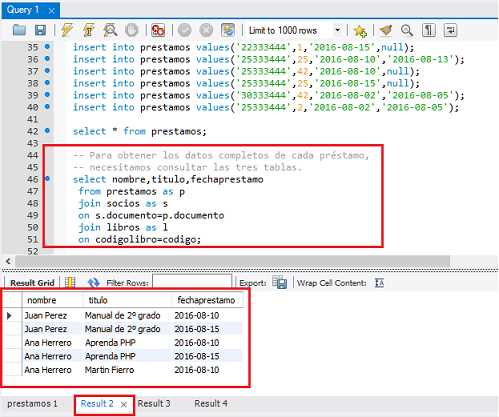 Query 1
Limit to 1000 rows
35 insert into prestamos values('22333444',1,'2016-08-15',null);
36 insert into prestamos values('25333444',25,'2016-08-10','2016-08-13');
37 insert into prestamos values('25333444',42,'2016-08-10',null);
38 insert into prestamos values('25333444',25,'2016-08-15',null);
39 insert into prestamos values('30333444',42,'2016-08-02','2016-08-05');
40 insert into prestamos values('25333444',2,'2016-08-02','2016-08-05');
41
42 select * from prestamos;
43
44 -- Para obtener los datos completos de cada préstamo,
45 -- necesitamos consultar las tres tablas.
46 select nombre,titulo,fechaprestamo
47 from prestamos as p
48 join socios as s
49 on s.documento=p.documento
50 join libros as l
51 on codigolibro=codigo;
Result Grid Filter Rows: Export: Wrap Cell Content:
nombre titulo fechaprestamo
Juan Perez Manual de 2º grado 2016-08-10
Juan Perez Manual de 2º grado 2016-08-15
Ana Herrero Aprenda PHP 2016-08-10
Ana Herrero Aprenda PHP 2016-08-15
Ana Herrero Martin Fierro 2016-08-10
prestamos 1 Result 2 Result 3 Result 4